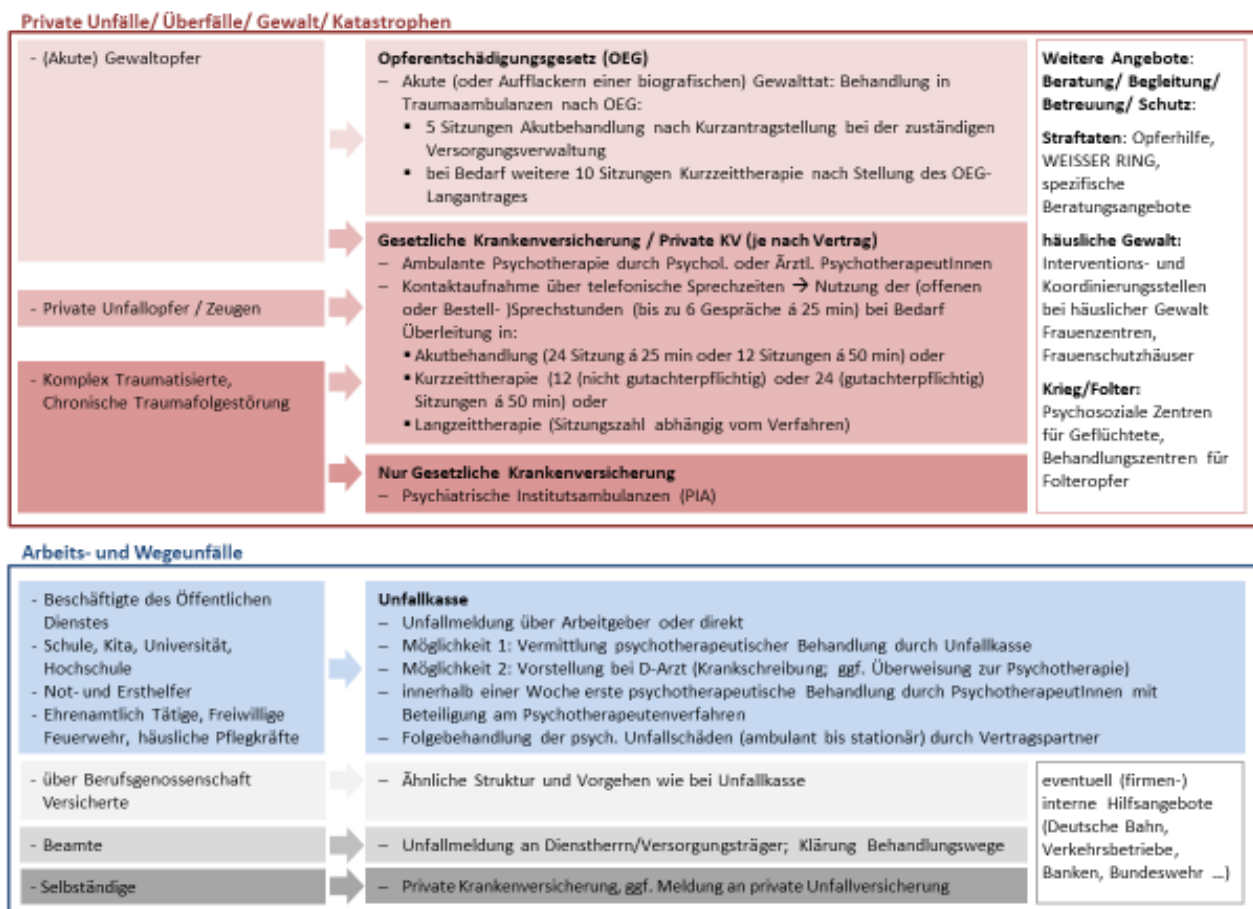 Private Unfälle/ Überfälle/ Gewalt/ Katastrophen
- (Akute) Gewaltopfer
Opferentschädigungsgesetz (OEG)
– Akute (oder Aufflackern einer biografischen) Gewalttat: Behandlung in
Traumaambulanzen nach OEG:
▪ 5 Sitzungen Akutbehandlung nach Kurzantragstellung bei der zuständigen
Versorgungsverwaltung
▪ bei Bedarf weitere 10 Sitzungen Kurzzeittherapie nach Stellung des OEG-
Langantrages
Gesetzliche Krankenversicherung / Private KV (je nach Vertrag)
– Ambulante Psychotherapie durch Psychol. oder Ärztl. PsychotherapeutInnen
– Kontaktaufnahme über telefonische Sprechzeiten → Nutzung der (offenen
oder Bestell- )Sprechstunden (bis zu 6 Gespräche á 25 min) bei Bedarf
Überleitung in:
▪ Akutbehandlung (24 Sitzung á 25 min oder 12 Sitzungen á 50 min) oder
▪ Kurzzeittherapie (12 (nicht gutachterpflichtig) oder 24 (gutachterpflichtig)
Sitzungen á 50 min) oder
▪ Langzeittherapie (Sitzungszahl abhängig vom Verfahren)
- Private Unfallopfer / Zeugen
- Komplex Traumatisierte,
Chronische Traumafolgestörung
Nur Gesetzliche Krankenversicherung
– Psychiatrische Institutsambulanzen (PIA)
Weitere Angebote:
Beratung/ Begleitung/
Betreuung/ Schutz:
Straftaten: Opferhilfe,
WEISSER RING,
spezifische
Beratungsangebote
häusliche Gewalt:
Interventions- und
Koordinierungsstellen
bei häuslicher Gewalt
Frauenzentren,
Frauenschutzhäuser
Krieg/Folter:
Psychosoziale Zentren
für Geflüchtete,
Behandlungszentren für
Folteropfer
Arbeits- und Wegeunfälle
- Beschäftigte des Öffentlichen
Dienstes
- Schule, Kita, Universität,
Hochschule
- Not- und Ersthelfer
- Ehrenamtlich Tätige, Freiwillige
Feuerwehr, häusliche Pflegkräfte
Unfallkasse
– Unfallmeldung über Arbeitgeber oder direkt
– Möglichkeit 1: Vermittlung psychotherapeutischer Behandlung durch Unfallkasse
– Möglichkeit 2: Vorstellung bei D-Arzt (Krankschreibung; ggf. Überweisung zur Psychotherapie)
– innerhalb einer Woche erste psychotherapeutische Behandlung durch PsychotherapeutInnen mit
Beteiligung am Psychotherapeutenverfahren
– Folgebehandlung der psych. Unfallschäden (ambulant bis stationär) durch Vertragspartner
- über Berufsgenossenschaft
Versicherte
– Ähnliche Struktur und Vorgehen wie bei Unfallkasse
- Beamte
– Unfallmeldung an Dienstherrn/Versorgungsträger; Klärung Behandlungswege
- Selbständige
– Private Krankenversicherung, ggf. Meldung an private Unfallversicherung
eventuell (firmen-)
interne Hilfsangebote
(Deutsche Bahn,
Verkehrsbetriebe,
Banken, Bundeswehr ...)